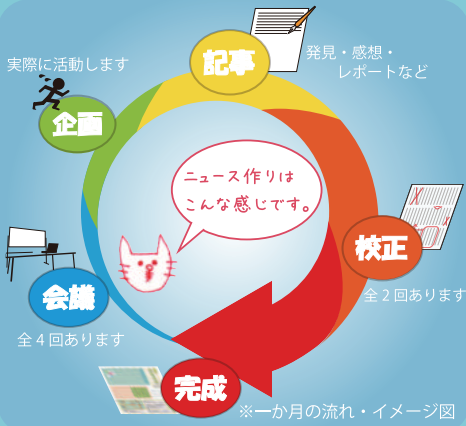 記事
発見・感想・
レポートなど
実際に活動します
企画
ニュース作りは
こんな感じです。
校正
全2回あります
会議
全4回あります
完成
※一か月の流れ・イメージ図